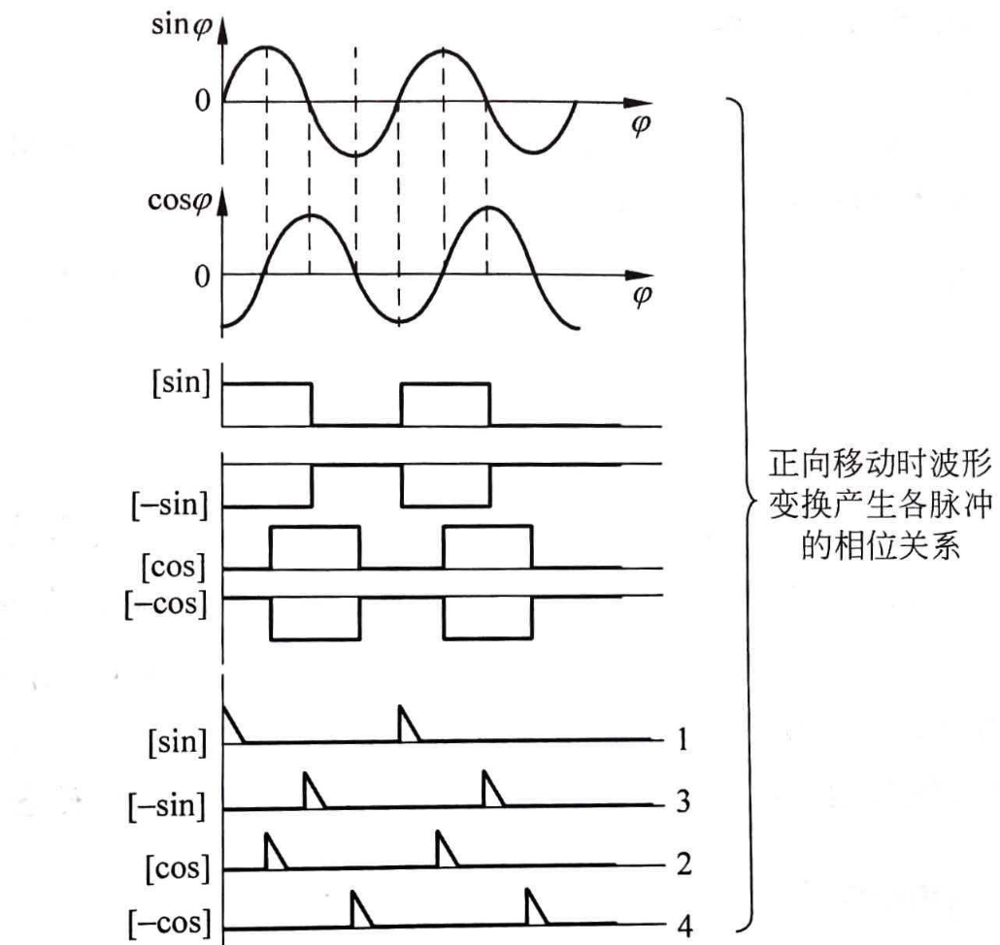 sinφ
0
φ
cosφ
0
φ
[sin]
[−sin]
[cos]
[−cos]
[sin]
1
[−sin]
3
[cos]
2
[−cos]
4
正向移动时波形
变换产生各脉冲
的相位关系